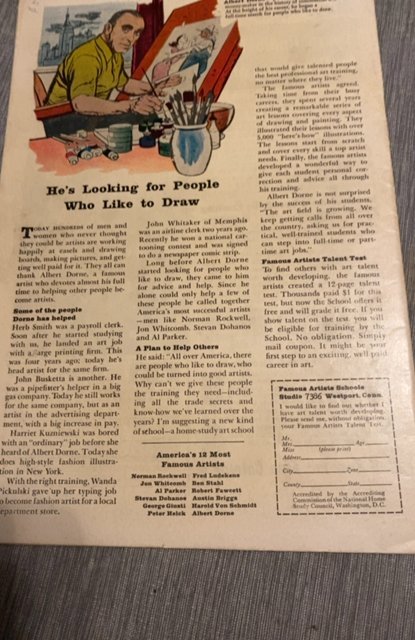 Albert
At the height of his career, he began a
full-time search for people who like to draw.
He's Looking for People
Who Like to Draw
TODAY HUNDREDS of men and
women who never thought
they could be artists are working
happily at easels and drawing
boards, making pictures, and get-
ting well paid for it. They all can
thank Albert Dorne, a famous
artist who devotes almost his full
time to helping other people be-
come artists.
Some of the people
Dorne has helped
Herb Smith was a payroll clerk.
Soon after he started studying
with us, he landed an art job
with a large printing firm. This
was four years ago; today he's
head artist for the same firm.
John Busketta is another. He
was a pipefitter's helper in a big
gas company. Today he still works
for the same company, but as an
artist in the advertising depart-
ment, with a big increase in pay.
Harriet Kuzniewski was bored
with an "ordinary" job before she
heard of Albert Dorne. Today she
does high-style fashion illustra-
tion in New York.
With the right training, Wanda
Pickulski gave up her typing job
to become fashion artist for a local
department store.
John Whitaker of Memphis
was an airline clerk two years ago.
Recently he won a national car-
tooning contest and was signed
to do a newspaper comic strip.
Long before Albert Dorne
started looking for people who
like to draw, they came to him
for advice and help. Since he
alone could only help a few of
these people he called together
America's most successful artists
—men like Norman Rockwell,
Jon Whitcomb, Stevan Dohanos
and Al Parker.
A Plan to Help Others
He said: "All over America, there
are people who like to draw, who
could be turned into good artists.
Why can't we give these people
the training they need—includ-
ing all the trade secrets and
know-how we've learned over the
years? I'm suggesting a new kind
of school—a home-study art school
America's 12 Most
Famous Artists
Norman Rockwell Fred Ludekens
Jon Whitcomb Ben Stahl
Al Parker Robert Fawcett
Stevan Dohanos Austin Briggs
George Giusti Harold Von Schmidt
Peter Helck Albert Dorne
that would give talented people
the best professional art training,
no matter where they live."
The famous artists agreed.
Taking time from their busy
careers, they spent several years
creating a remarkable series of
art lessons covering every aspect
of drawing and painting. They
illustrated their lessons with over
5,000 "here's how" illustrations.
The lessons start from scratch
and cover every skill a top artist
needs. Finally, the famous artists
developed a wonderful way to
give each student personal cor-
rection and advice all through
his training.
Albert Dorne is not surprised
by the success of his students.
"The art field is growing. We
keep getting calls from all over
the country, asking us for prac-
tical, well-trained students who
can step into full-time or part-
time art jobs."
Famous Artists Talent Test
"To find others with art talent
worth developing, the famous
artists created a 12-page talent
test. Thousands paid $1 for this
test, but now the School offers it
free and will grade it free. If you
show talent on the test you will
be eligible for training by the
School. No obligation. Simply
mail coupon. It might be your
first step to an exciting, well-paid
career in art.
Famous Artists Schools
Studio 7306 Westport, Conn.
I would like to find out whether I
have art talent worth developing.
Please send me, without obligation,
your Famous Artists Talent Test.
Mr.
Mrs. Age
Miss (please print)
Address
City Zone
County State
Accredited by the Accrediting
Commission of the National Home
Study Council, Washington, D.C.